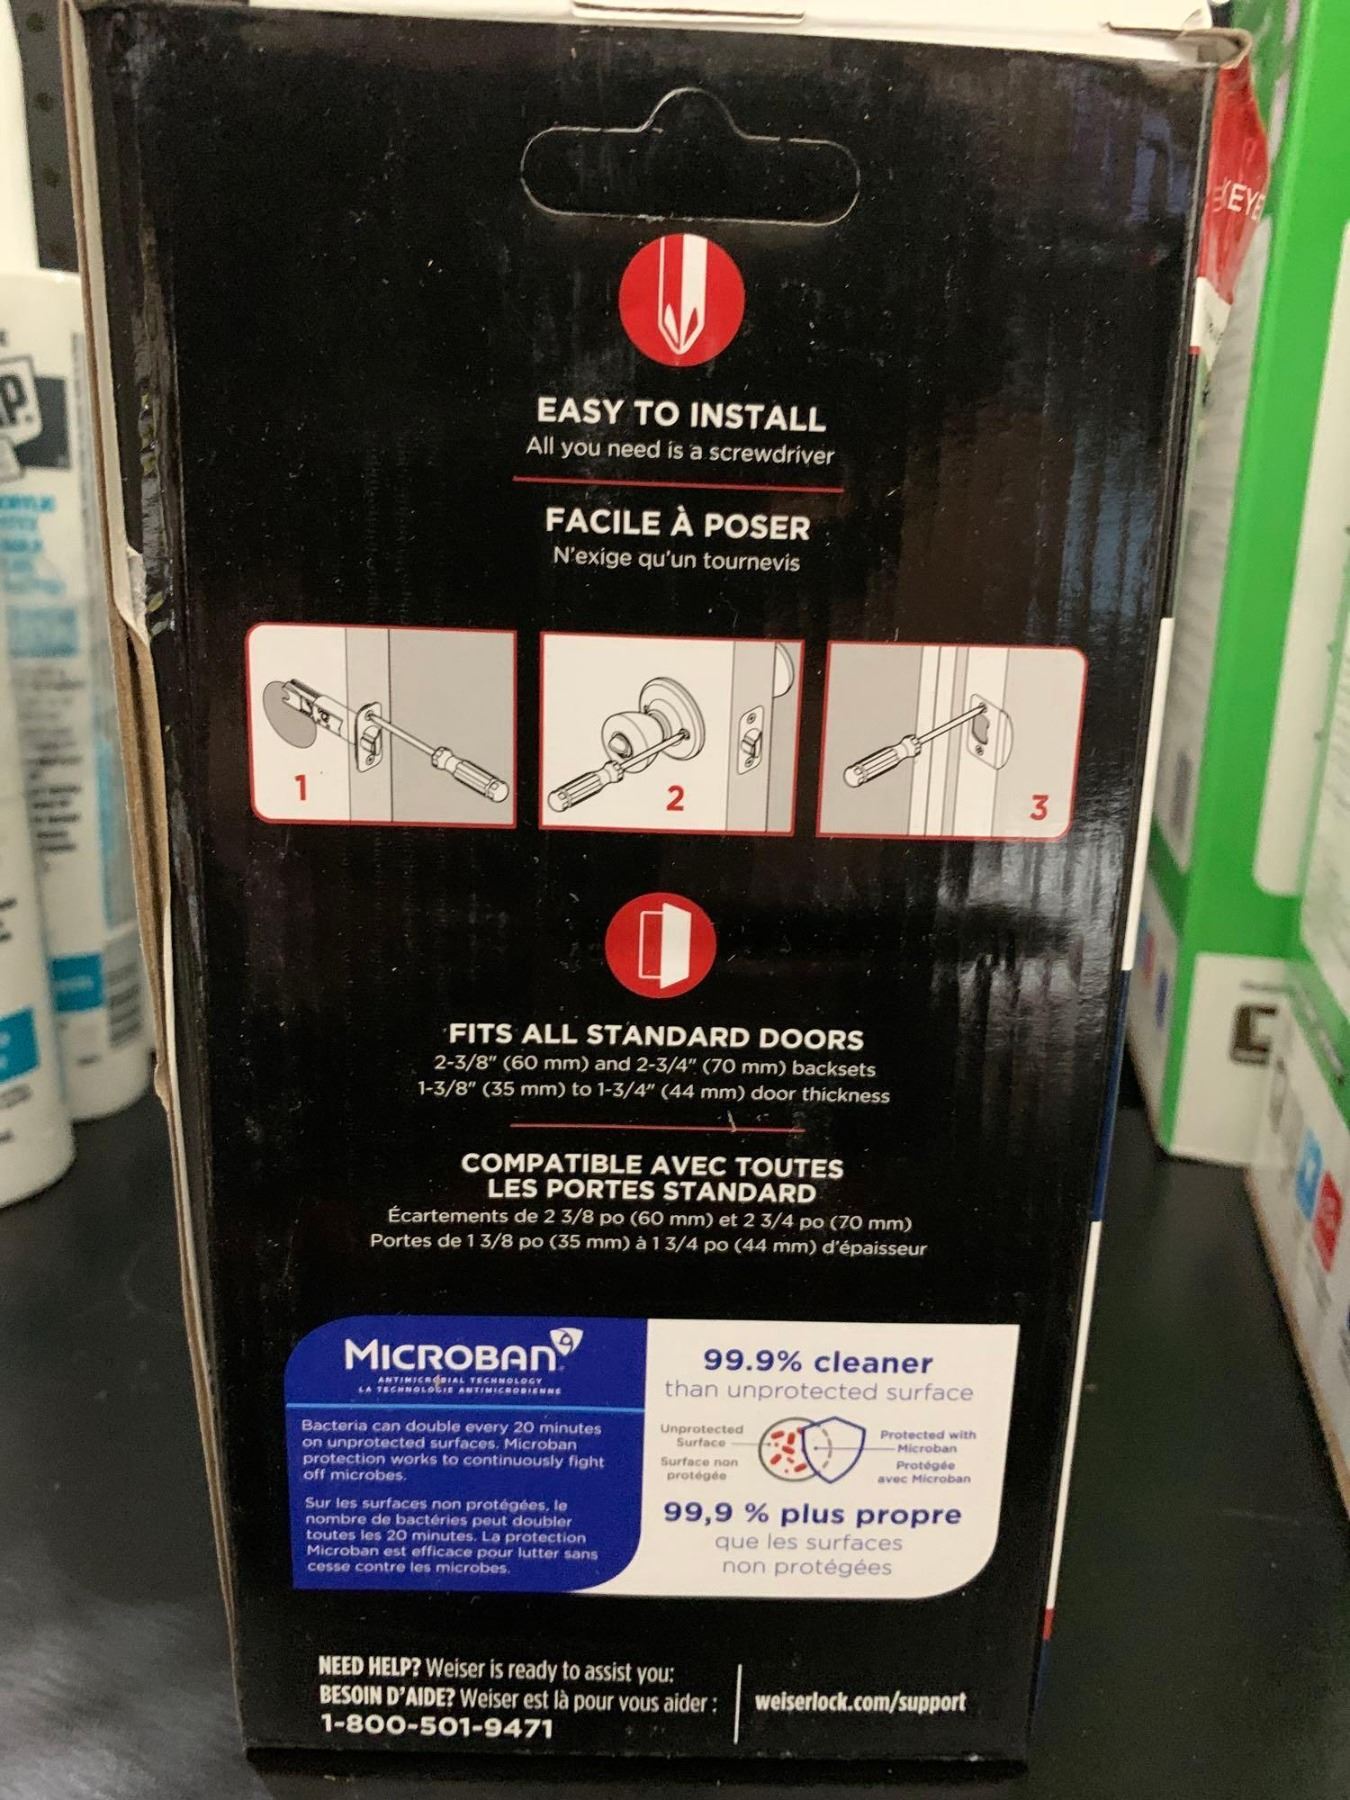 EASY TO INSTALL
All you need is a screwdriver
FACILE À POSER
N'exige qu'un tournevis
1
2
3
FITS ALL STANDARD DOORS
2-3/8" (60 mm) and 2-3/4" (70 mm) backsets
1-3/8" (35 mm) to 1-3/4" (44 mm) door thickness
COMPATIBLE AVEC TOUTES
LES PORTES STANDARD
Écartements de 2 3/8 po (60 mm) et 2 3/4 po (70 mm)
Portes de 1 3/8 po (35 mm) à 1 3/4 po (44 mm) d'épaisseur
MICROBAN
ANTIMICROBIAL TECHNOLOGY
LA TECHNOLOGIE ANTIMICROBIENNE
Bacteria can double every 20 minutes
on unprotected surfaces. Microban
protection works to continuously fight
off microbes.
Sur les surfaces non protégées, le
nombre de bactéries peut doubler
toutes les 20 minutes. La protection
Microban est efficace pour lutter sans
cesse contre les microbes.
99.9% cleaner
than unprotected surface
Unprotected
Surface
Surface non
protégée
Protected with
Microban
Protégée
avec Microban
99,9 % plus propre
que les surfaces
non protégées
NEED HELP? Weiser is ready to assist you:
BESOIN D'AIDE? Weiser est là pour vous aider :
1-800-501-9471
weiserlock.com/support